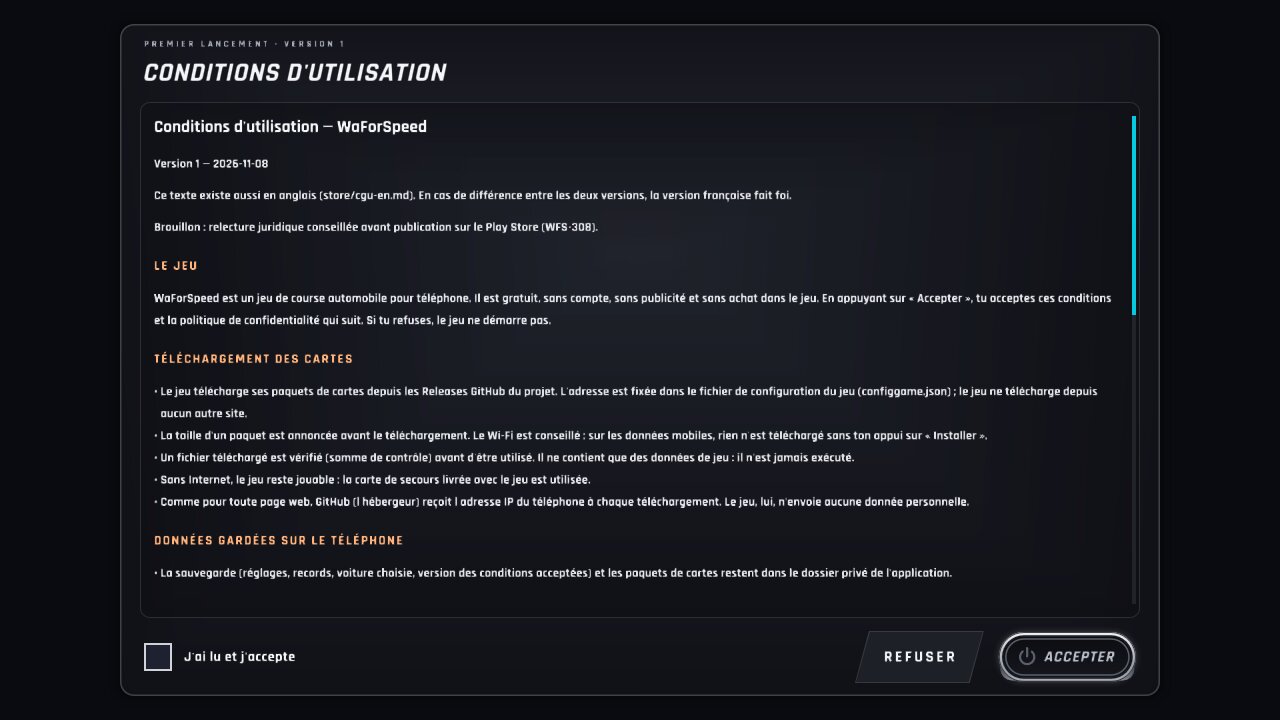 PREMIER LANCEMENT · VERSION 1
CONDITIONS D'UTILISATION
Conditions d'utilisation — WaForSpeed
Version 1 — 2026-11-08
Ce texte existe aussi en anglais (store/cgu-en.md). En cas de différence entre les deux versions, la version française fait foi.
Brouillon : relecture juridique conseillée avant publication sur le Play Store (WFS-308).
LE JEU
WaForSpeed est un jeu de course automobile pour téléphone. Il est gratuit, sans compte, sans publicité et sans achat dans le jeu. En appuyant sur « Accepter », tu acceptes ces conditions
et la politique de confidentialité qui suit. Si tu refuses, le jeu ne démarre pas.
TÉLÉCHARGEMENT DES CARTES
• Le jeu télécharge ses paquets de cartes depuis les Releases GitHub du projet. L'adresse est fixée dans le fichier de configuration du jeu (configgame.json) ; le jeu ne télécharge depuis
aucun autre site.
• La taille d'un paquet est annoncée avant le téléchargement. Le Wi-Fi est conseillé : sur les données mobiles, rien n'est téléchargé sans ton appui sur « Installer ».
• Un fichier téléchargé est vérifié (somme de contrôle) avant d'être utilisé. Il ne contient que des données de jeu : il n'est jamais exécuté.
• Sans Internet, le jeu reste jouable : la carte de secours livrée avec le jeu est utilisée.
• Comme pour toute page web, GitHub (l'hébergeur) reçoit l'adresse IP du téléphone à chaque téléchargement. Le jeu, lui, n'envoie aucune donnée personnelle.
DONNÉES GARDÉES SUR LE TÉLÉPHONE
• La sauvegarde (réglages, records, voiture choisie, version des conditions acceptées) et les paquets de cartes restent dans le dossier privé de l'application.
J'ai lu et j'accepte
REFUSER
ACCEPTER